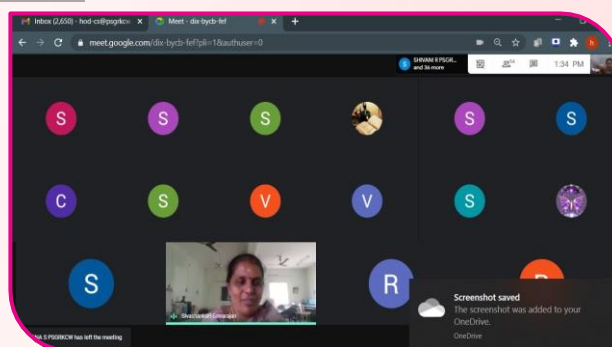 Inbox (2,650) - hod-cs@psgrkcw
Meet - dix-bycb-fef
meet.google.com/dix-bycb-fef?pli=1&authuser=0
SHIVANI R PSGR...
and 36 more
1:34 PM
S
S
S
S
S
C
S
V
V
S
S
R
Screenshot saved
The screenshot was added to your
OneDrive.
OneDrive
S PSGRKCW has left the meeting